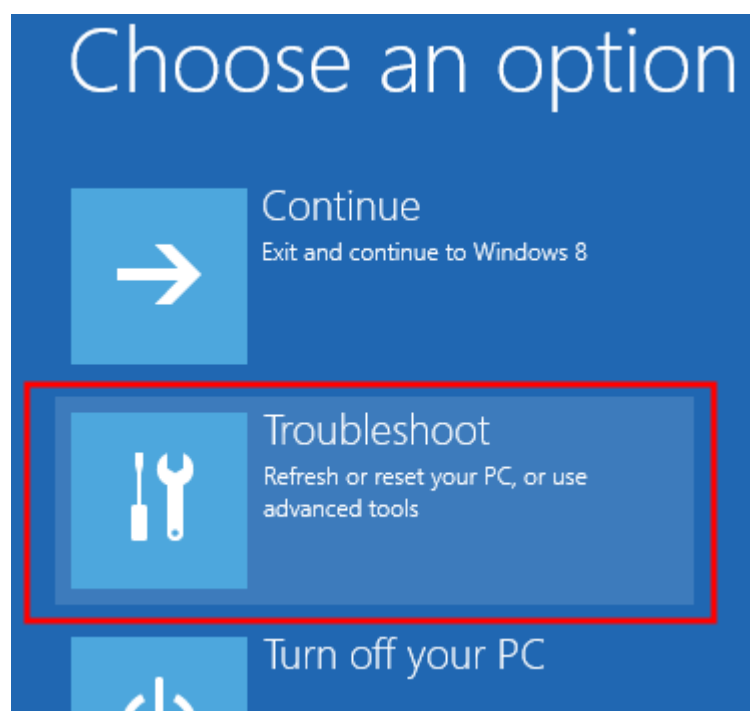 Choose an option
Continue
Exit and continue to Windows 8
Troubleshoot
Refresh or reset your PC, or use
advanced tools
Turn off your PC